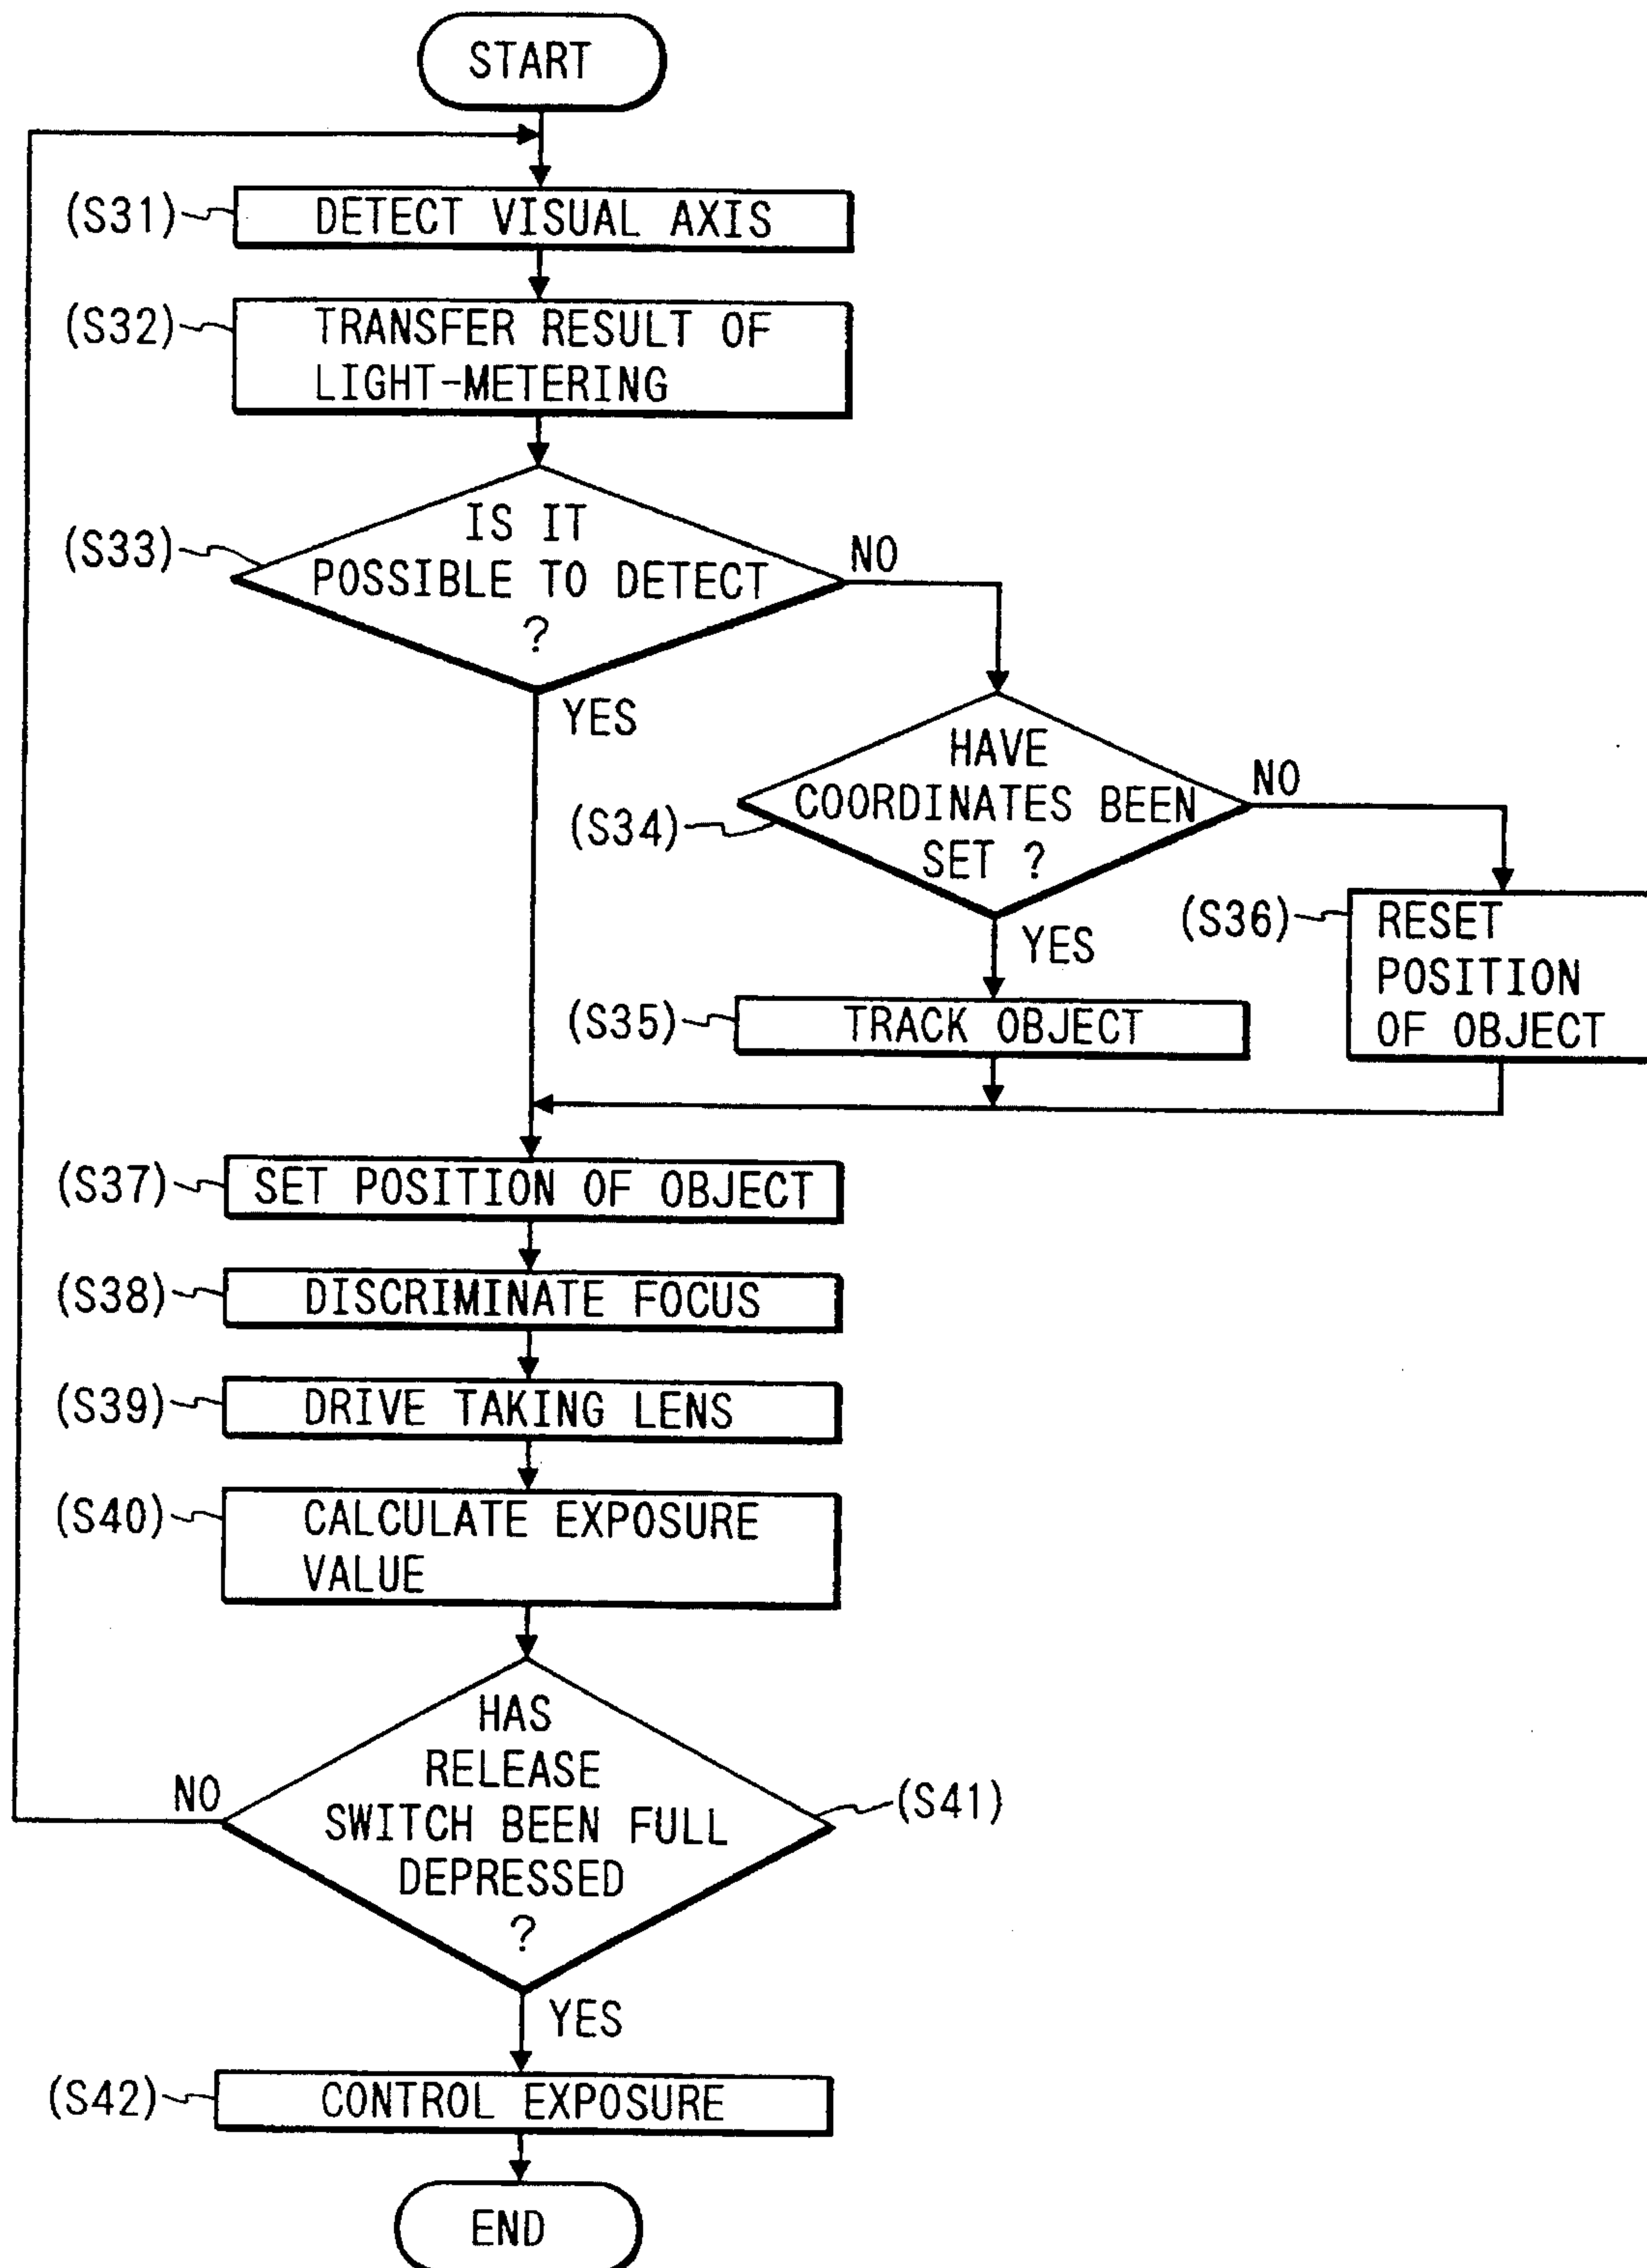 START
(S31)
DETECT VISUAL AXIS
(S32)
TRANSFER RESULT OF
LIGHT-METERING
(S33)
IS IT
POSSIBLE TO DETECT
?
NO
YES
(S34)
HAVE
COORDINATES BEEN
SET ?
NO
YES
(S36)
RESET
POSITION
OF OBJECT
(S35)
TRACK OBJECT
(S37)
SET POSITION OF OBJECT
(S38)
DISCRIMINATE FOCUS
(S39)
DRIVE TAKING LENS
(S40)
CALCULATE EXPOSURE
VALUE
HAS
RELEASE
SWITCH BEEN FULL
DEPRESSED
?
NO
(S41)
YES
(S42)
CONTROL EXPOSURE
END